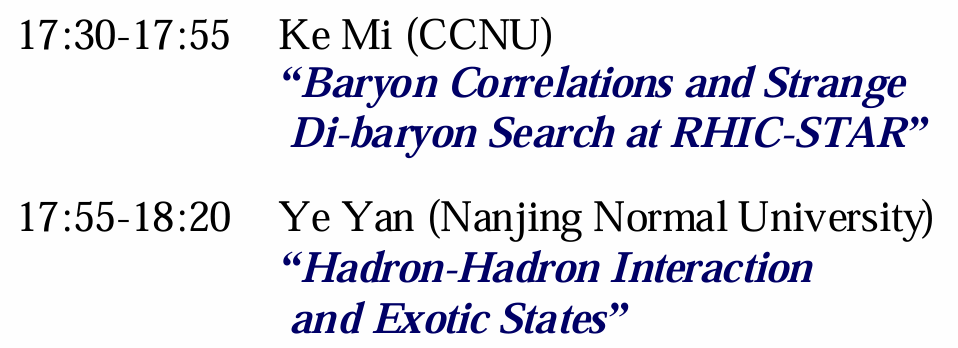 17:30-17:55 Ke Mi (CCNU)
“Baryon Correlations and Strange
Di-baryon Search at RHIC-STAR”
17:55-18:20 Ye Yan (Nanjing Normal University)
“Hadron-Hadron Interaction
and Exotic States”